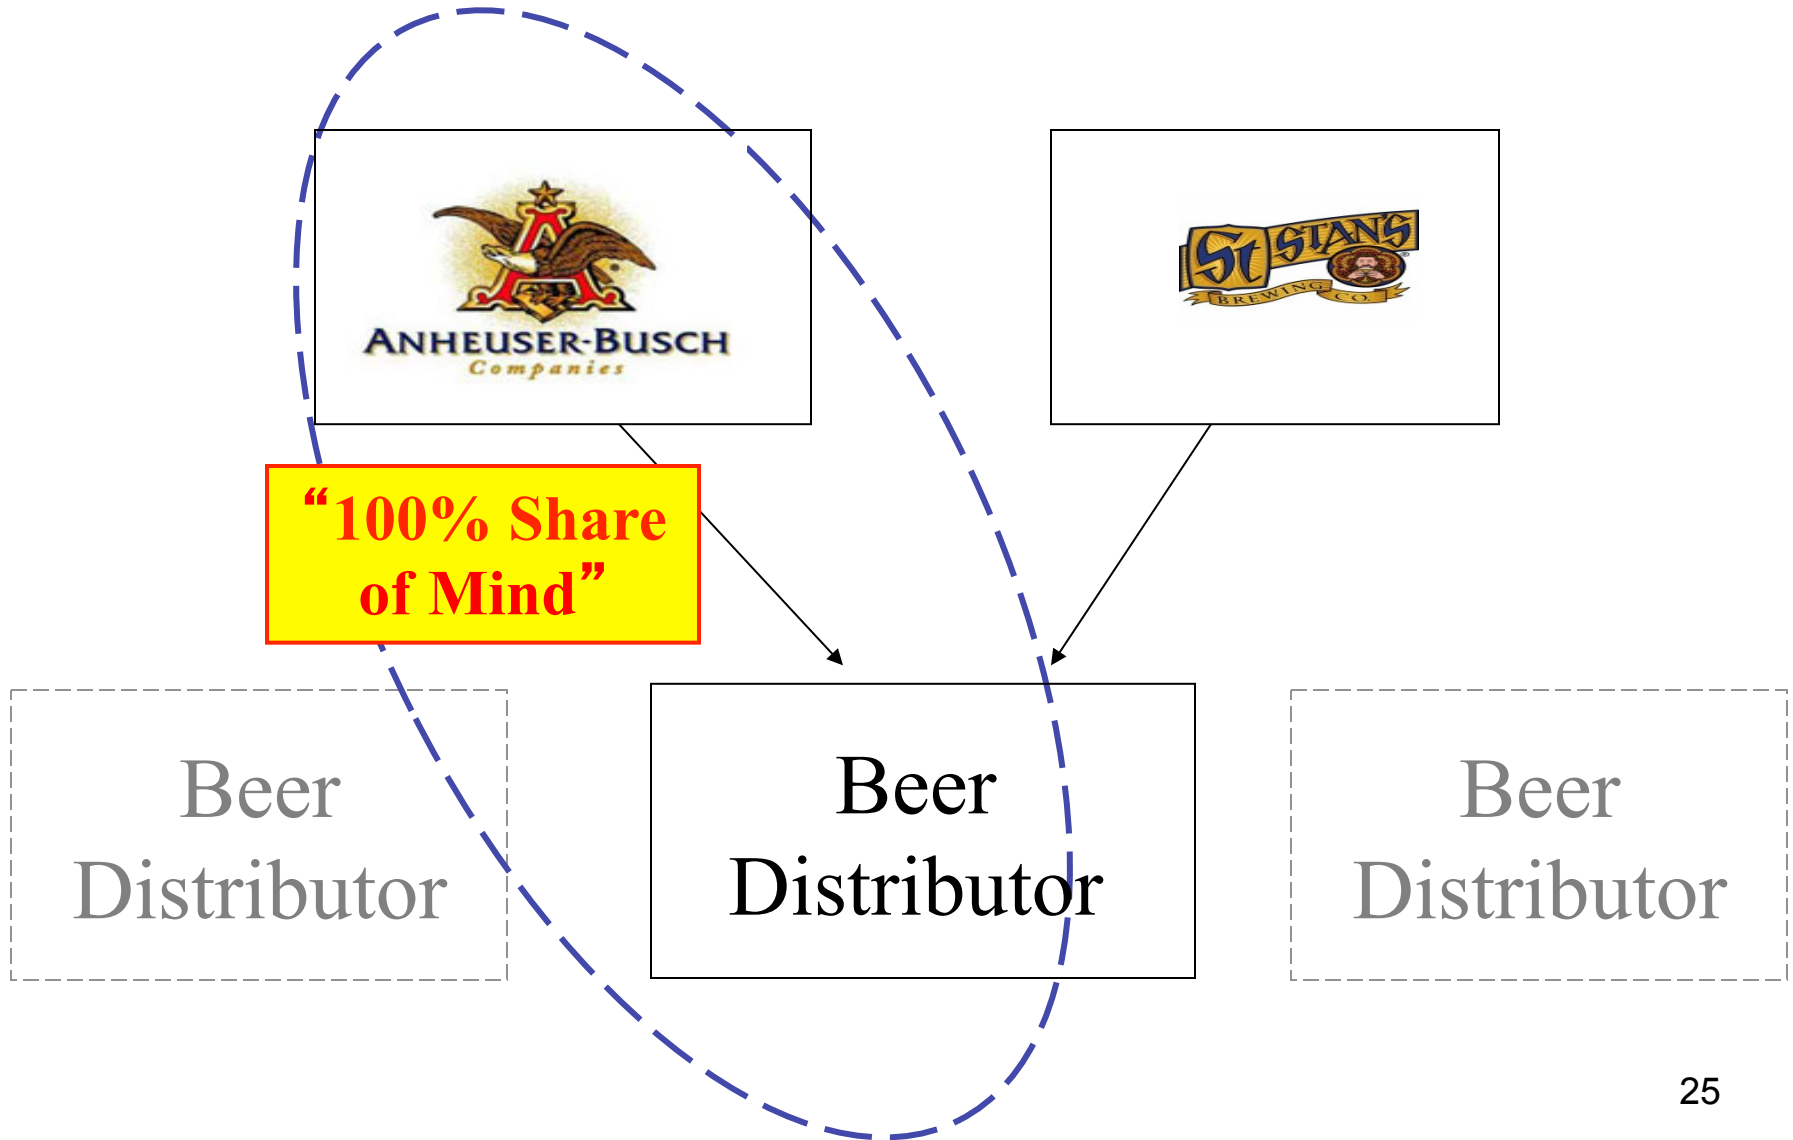 ANHEUSER-BUSCH
Companies
St STAN'S
BREWING CO.
“100% Share
of Mind”
Beer
Distributor
Beer
Distributor
Beer
Distributor
25